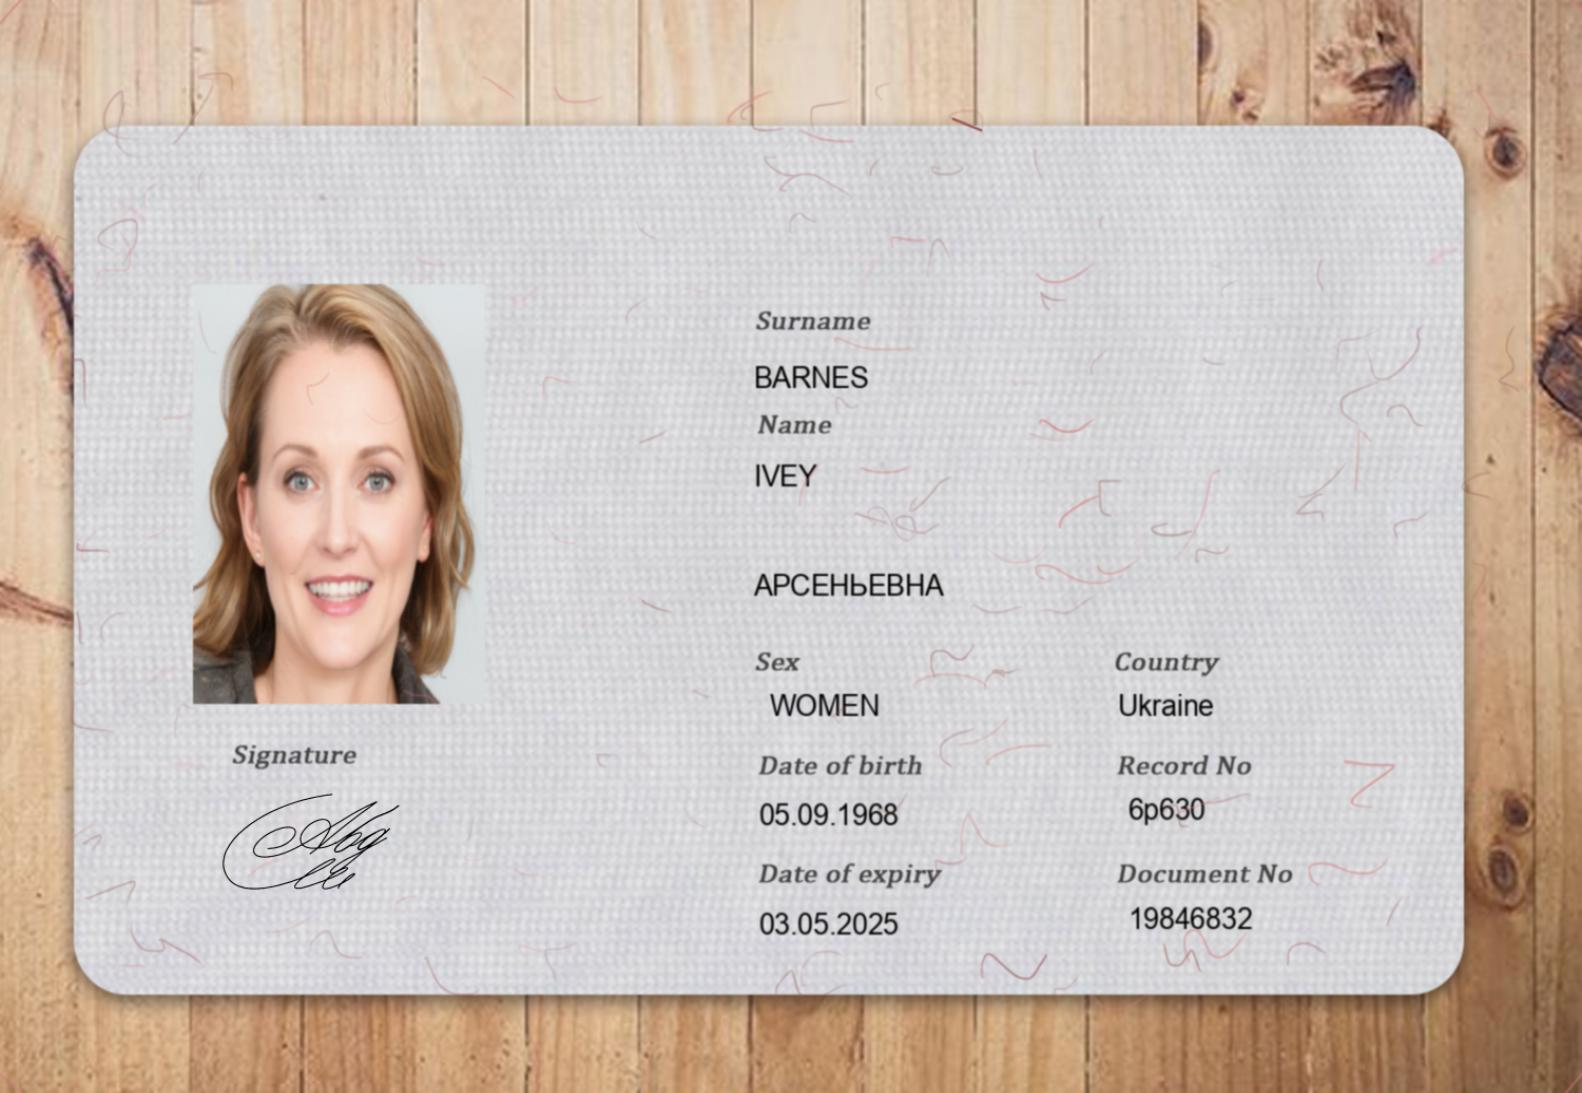 Surname
BARNES
Name
IVEY
АРСЕНЬЕВНА
Sex
Country
WOMEN
Ukraine
Date of birth
Record No
05.09.1968
6p630
Date of expiry
Document No
03.05.2025
19846832
Signature